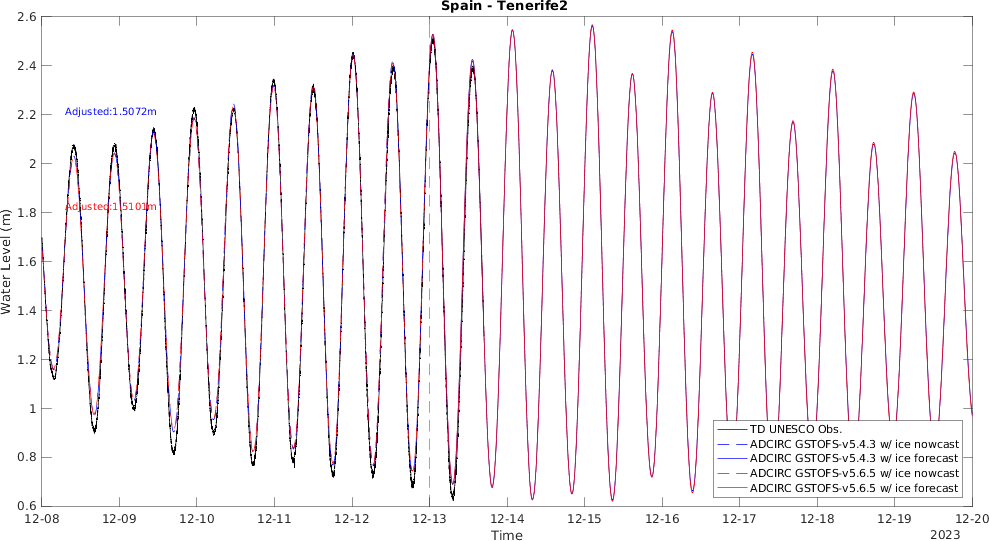 Spain - Tenerife2
2.6
2.4
2.2
2
1.8
1.6
1.4
1.2
1
0.8
0.6
Water Level (m)
Adjusted:1.5072m
Adjusted:1.5101m
TD UNESCO Obs.
ADCIRC GSTOFS-v5.4.3 w/ ice nowcast
ADCIRC GSTOFS-v5.4.3 w/ ice forecast
ADCIRC GSTOFS-v5.6.5 w/ ice nowcast
ADCIRC GSTOFS-v5.6.5 w/ ice forecast
12-08 12-09 12-10 12-11 12-12 12-13 12-14 12-15 12-16 12-17 12-18 12-19 12-20
Time
2023